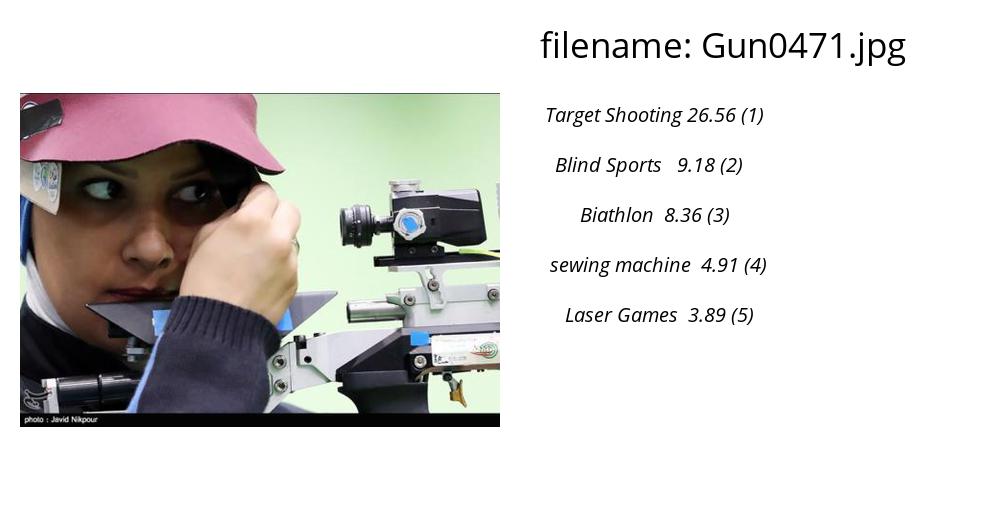 filename: Gun0471.jpg
Target Shooting 26.56 (1)
Blind Sports 9.18 (2)
Biathlon 8.36 (3)
sewing machine 4.91 (4)
Laser Games 3.89 (5)
photo : Javid Nikpour